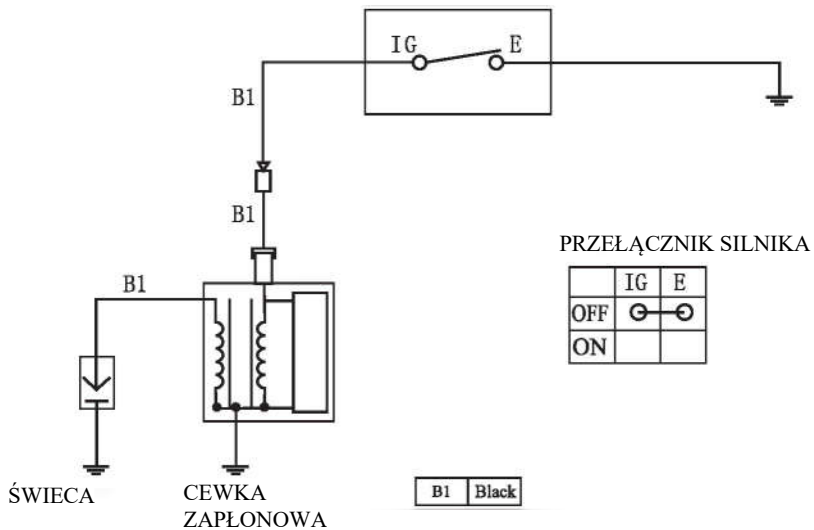 IG E
B1
B1
PRZEŁĄCZNIK SILNIKA
IG E
OFF
ON
B1
ŚWIECA
CEWKA
ZAPŁONOWA
B1 Black